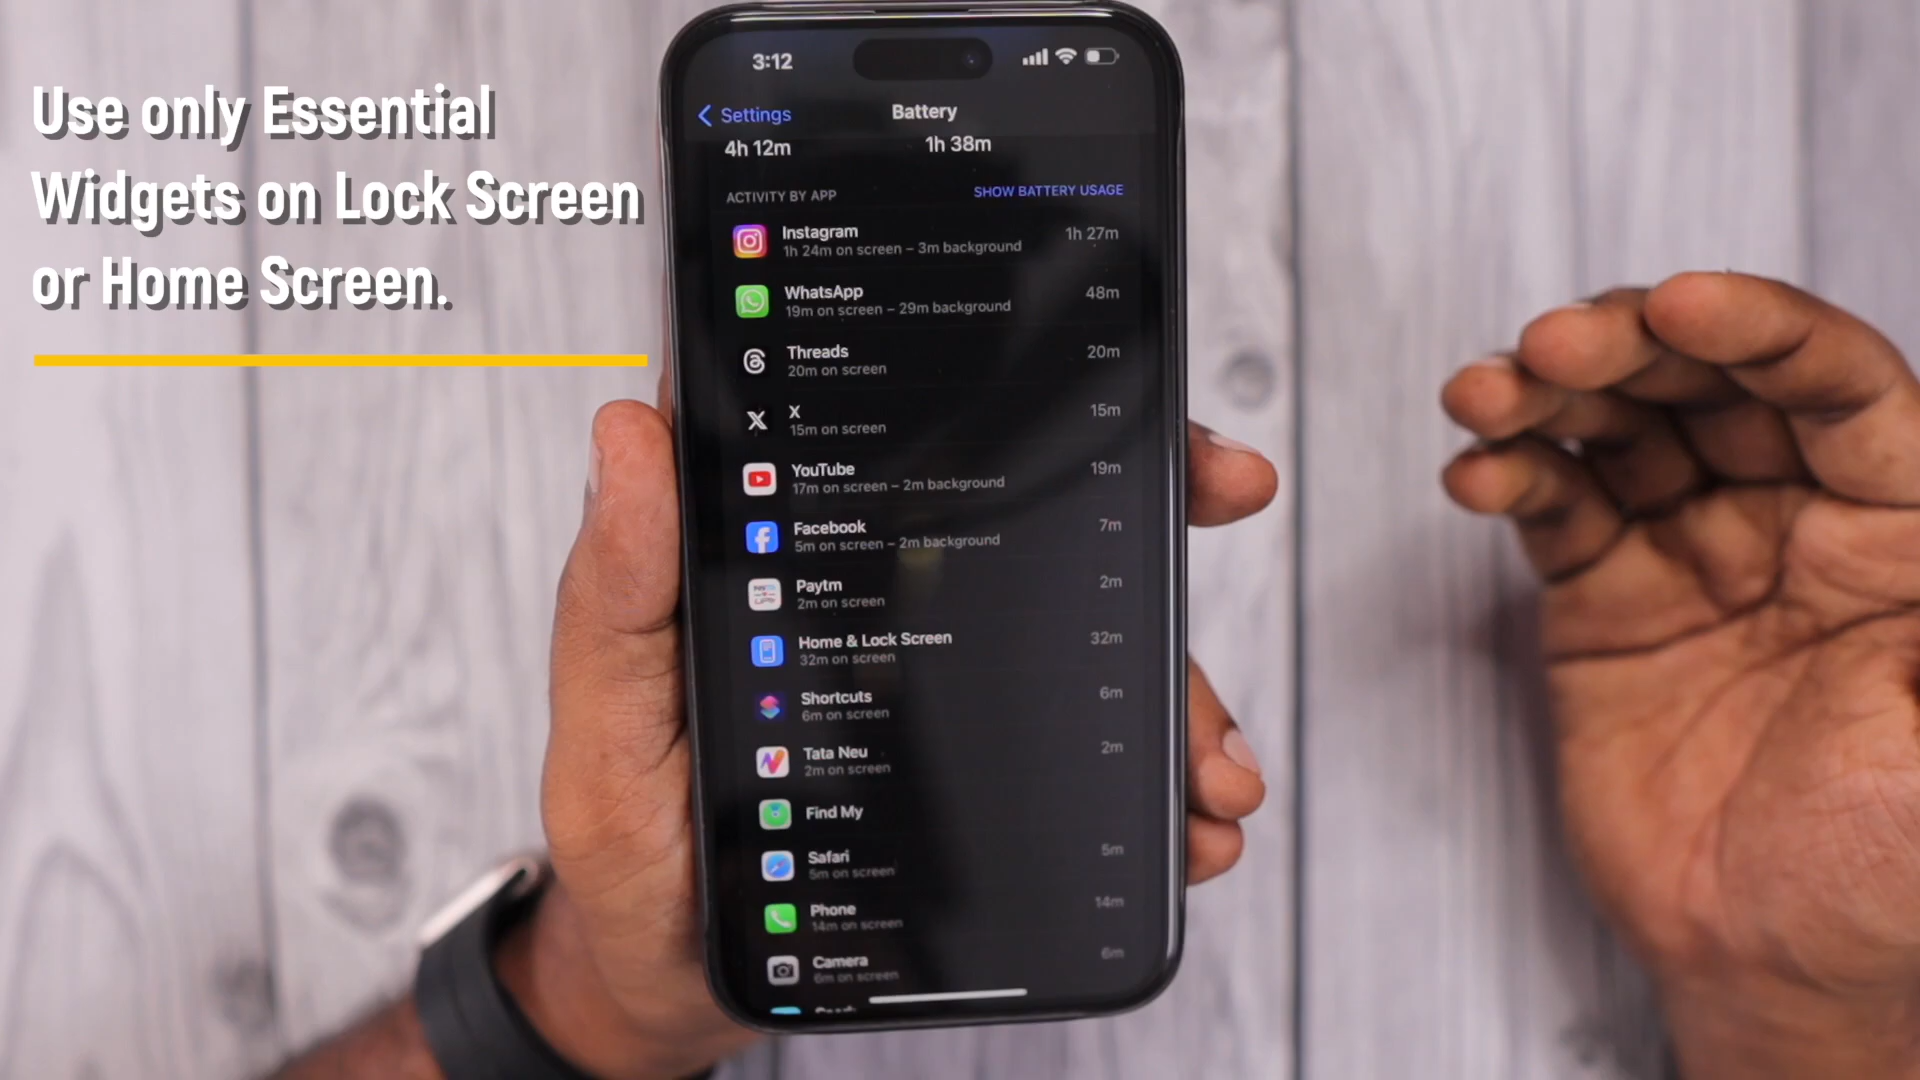 Use only Essential
Widgets on Lock Screen
or Home Screen.
3:12
Settings
Battery
4h 12m
1h 38m
ACTIVITY BY APP
SHOW BATTERY USAGE
Instagram
1h 27m
1h 24m on screen – 3m background
WhatsApp
48m
19m on screen – 29m background
Threads
20m
20m on screen
X
15m
15m on screen
YouTube
19m
17m on screen – 2m background
Facebook
7m
5m on screen – 2m background
Paytm
2m
2m on screen
Home & Lock Screen
32m
32m on screen
Shortcuts
6m
6m on screen
Tata Neu
2m
2m on screen
Find My
Safari
5m
5m on screen
Phone
14m
14m on screen
Camera
6m
6m on screen